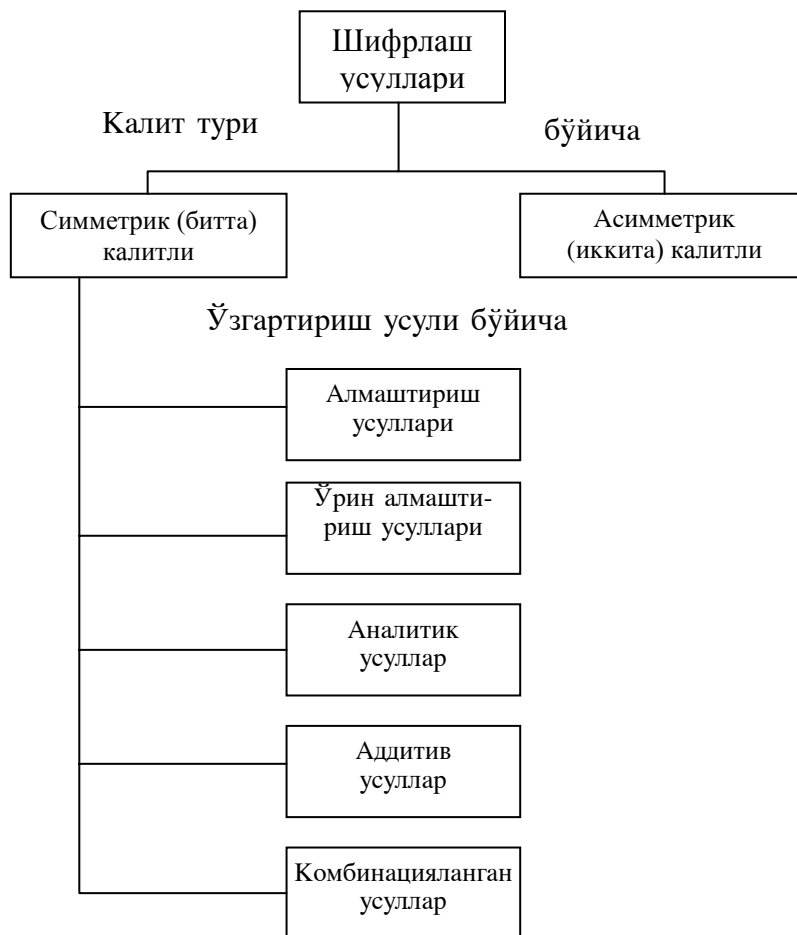 Шифрлаш
усуллари
Калит тури бўйича
Симметрик (битта)
калитли
Асимметрик
(иккита) калитли
Ўзгартириш усули бўйича
Алмаштириш
усуллари
Ўрин алмашти-
риш усуллари
Аналитик
усуллар
Аддитив
усуллар
Комбинацияланган
усуллар